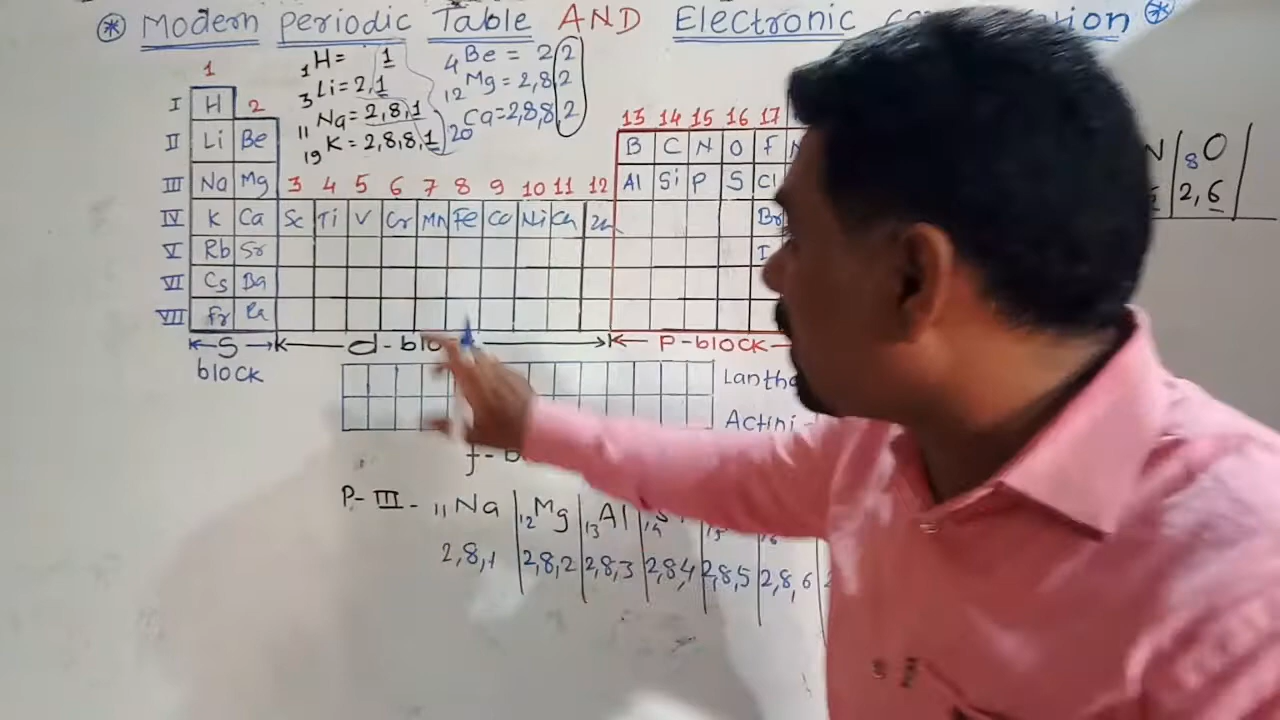 * Modern periodic Table AND Electronic
1
₁H = 1
₃Li = 2,1
₁₁Na = 2,8,1
₁₉K = 2,8,8,1
₄Be = 2 2
₁₂Mg = 2,8,2
20 Ca = 2,8,8,2
I H 2
13 14 15 16 17
II Li Be B C N O F
III Na Mg 3 4 5 6 7 8 9 10 11 12 Al Si P S Cl
IV K Ca Sc Ti V Cr MN Fe Co Ni Cu Zn Br
V Rb Sr I
VI Cs Ba
VII Fr Ra
N ₈O
2,6
S block
P-block
P-III- ₁₁Na ₁₂Mg ₁₃Al
2,8,1 2,8,2 2,8,3 2,8,4 2,8,5 2,8,6